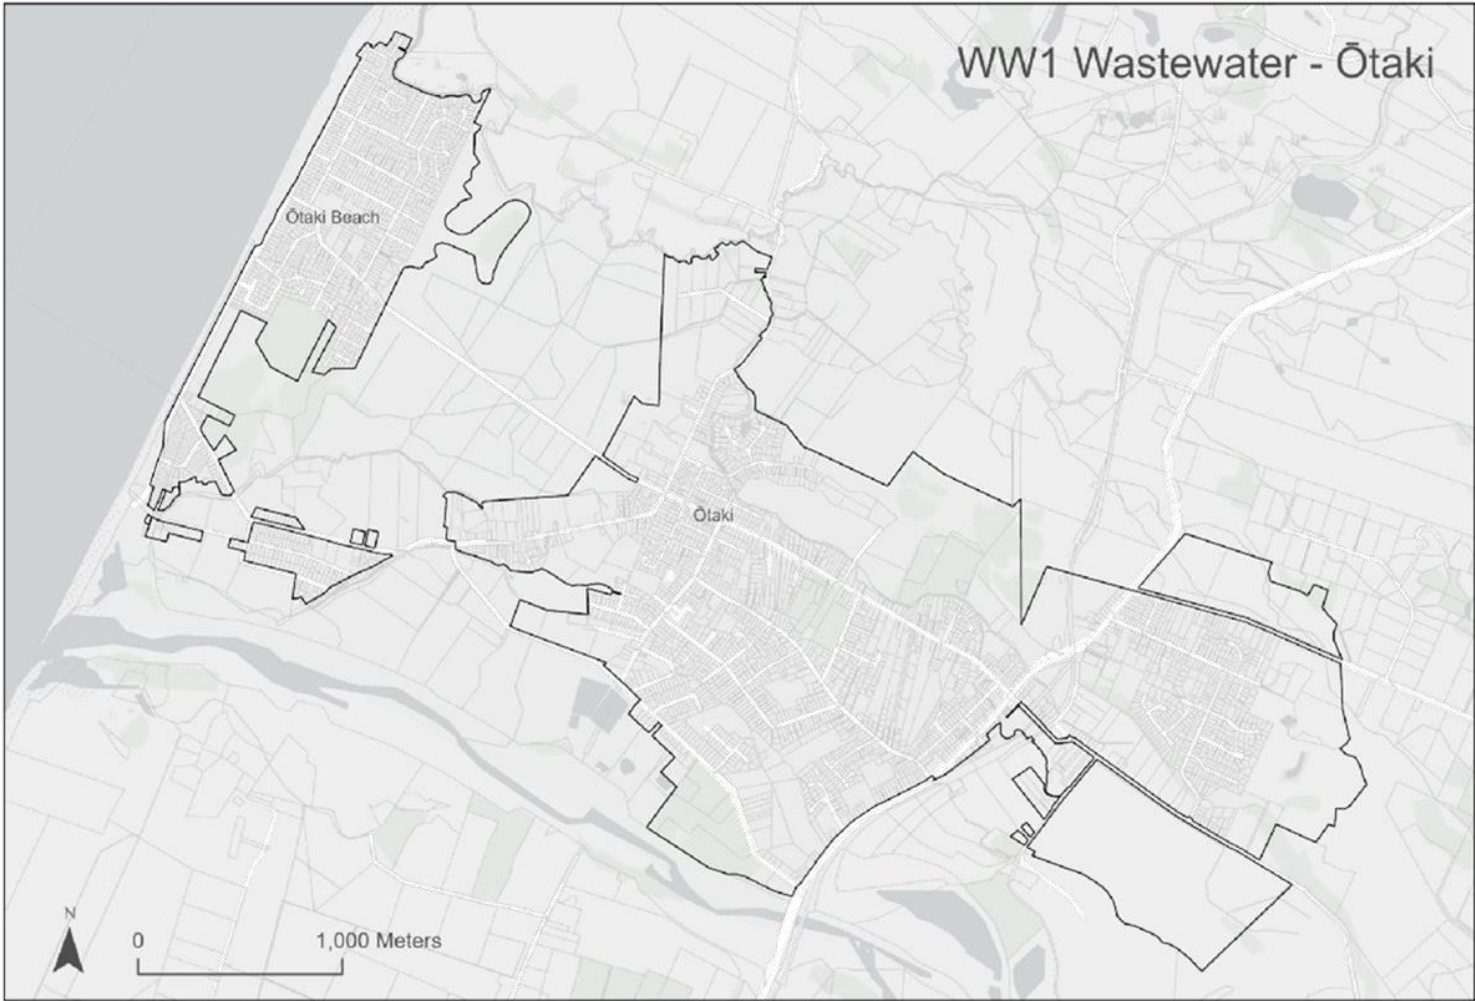 WW1 Wastewater - Ōtaki
Ōtaki Beach
Ōtaki
N
0 1,000 Meters